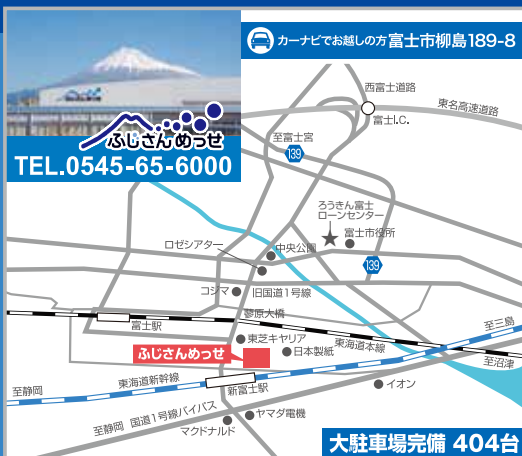 カーナビでお越しの方 富士市柳島189-8
ふじさんめっせ
TEL.0545-65-6000
西富士道路
東名高速道路
富士I.C.
至富士宮
139
ろうきん富士
ローンセンター
富士市役所
ロゼシアター
中央公園
139
コジマ
旧国道1号線
蓼原大橋
富士駅
東芝キヤリア
日本製紙
東海道本線
至三島
ふじさんめっせ
至沼津
至静岡
東海道新幹線
新富士駅
イオン
至静岡
国道1号線バイパス
ヤマダ電機
マクドナルド
大駐車場完備 404台